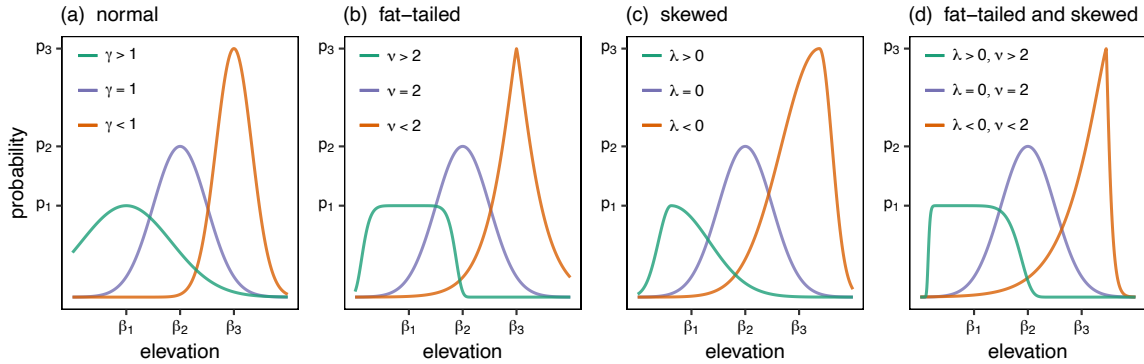 (a) normal
(b) fat−tailed
(c) skewed
(d) fat−tailed and skewed
probability
p3
p2
p1
γ > 1
γ = 1
γ < 1
β1 β2 β3
elevation
p3
p2
p1
ν > 2
ν = 2
ν < 2
β1 β2 β3
elevation
p3
p2
p1
λ > 0
λ = 0
λ < 0
β1 β2 β3
elevation
p3
p2
p1
λ > 0, ν > 2
λ = 0, ν = 2
λ < 0, ν < 2
β1 β2 β3
elevation